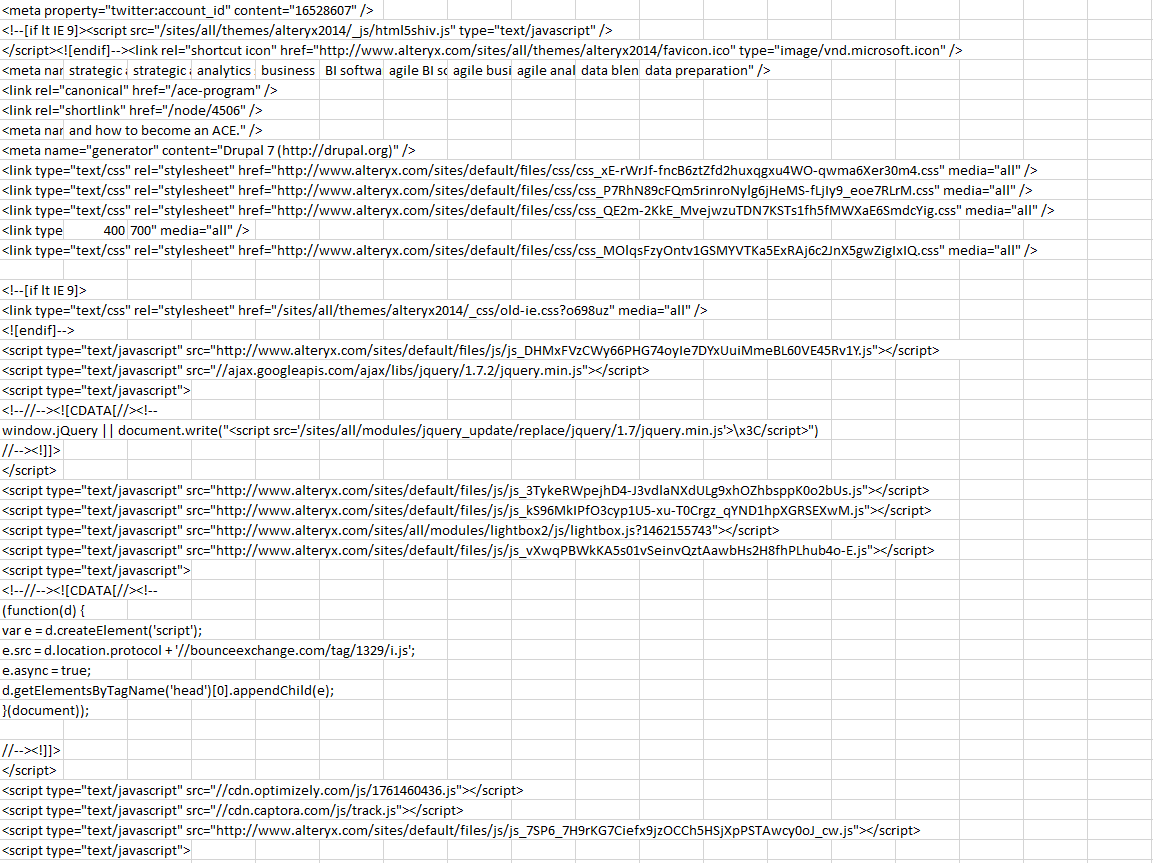 <meta property="twitter:account_id" content="16528607" />
<!--[if lt IE 9]><script src="/sites/all/themes/alteryx2014/_js/html5shiv.js" type="text/javascript" />
</script><![endif]--><link rel="shortcut icon" href="http://www.alteryx.com/sites/all/themes/alteryx2014/favicon.ico" type="image/vnd.microsoft.icon" />
<meta nar strategic strategic analytics business BI softwa agile BI sc agile busi agile anal data blen data preparation" />
<link rel="canonical" href="/ace-program" />
<link rel="shortlink" href="/node/4506" />
<meta nar and how to become an ACE." />
<meta name="generator" content="Drupal 7 (http://drupal.org)" />
<link type="text/css" rel="stylesheet" href="http://www.alteryx.com/sites/default/files/css/css_xE-rWrJf-fncB6ztZfd2huxqgxu4WO-qwma6Xer30m4.css" media="all" />
<link type="text/css" rel="stylesheet" href="http://www.alteryx.com/sites/default/files/css/css_P7RhN89cFQm5rinroNylg6jHeMS-fLjIy9_eoe7RLrM.css" media="all" />
<link type="text/css" rel="stylesheet" href="http://www.alteryx.com/sites/default/files/css/css_QE2m-2KkE_MvejwzuTDN7KSTs1fh5fMWXaE6SmdcYig.css" media="all" />
<link type 400 700" media="all" />
<link type="text/css" rel="stylesheet" href="http://www.alteryx.com/sites/default/files/css/css_MOlqsFzyOntv1GSMYVTKa5ExRAj6c2JnX5gwZigIxIQ.css" media="all" />
<!--[if lt IE 9]>
<link type="text/css" rel="stylesheet" href="/sites/all/themes/alteryx2014/_css/old-ie.css?o698uz" media="all" />
<![endif]-->
<script type="text/javascript" src="http://www.alteryx.com/sites/default/files/js/js_DHMxFVzCWy66PHG74oyIe7DYxUuiMmeBL60VE45Rv1Y.js"></script>
<script type="text/javascript" src="//ajax.googleapis.com/ajax/libs/jquery/1.7.2/jquery.min.js"></script>
<script type="text/javascript">
<!--//--><![CDATA[//><!--
window.jQuery || document.write("<script src='/sites/all/modules/jquery_update/replace/jquery/1.7/jquery.min.js'>\x3C/script>")
//--><!]]>
</script>
<script type="text/javascript" src="http://www.alteryx.com/sites/default/files/js/js_3TykeRWpejhD4-J3vdlaNXdULg9xhOZhbsppK0o2bUs.js"></script>
<script type="text/javascript" src="http://www.alteryx.com/sites/default/files/js/js_kS96MkIPfO3cyp1U5-xu-T0Crgz_qYND1hpXGRSEXwM.js"></script>
<script type="text/javascript" src="http://www.alteryx.com/sites/all/modules/lightbox2/js/lightbox.js?1462155743"></script>
<script type="text/javascript" src="http://www.alteryx.com/sites/default/files/js/js_vXwqPBWkKA5s01vSeinvQztAawbHs2H8fhPLhub4o-E.js"></script>
<script type="text/javascript">
<!--//--><![CDATA[//><!--
(function(d) {
var e = d.createElement('script');
e.src = d.location.protocol + '//bounceexchange.com/tag/1329/i.js';
e.async = true;
d.getElementsByTagName('head')[0].appendChild(e);
}(document));
//--><!]]>
</script>
<script type="text/javascript" src="//cdn.optimizely.com/js/1761460436.js"></script>
<script type="text/javascript" src="//cdn.captora.com/js/track.js"></script>
<script type="text/javascript" src="http://www.alteryx.com/sites/default/files/js/js_7SP6_7H9rKG7Ciefx9jzOCCh5HSjXpPSTAwcy0oJ_cw.js"></script>
<script type="text/javascript">